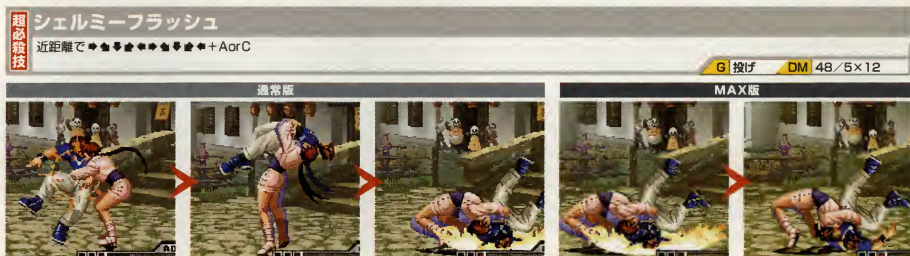 超必殺技
シェルミーフラッシュ
近距離で➡⬊⬇⬋⬅➡⬊⬇⬋⬅+AorC
G 投げ DM 48/5×12
通常版
MAX版